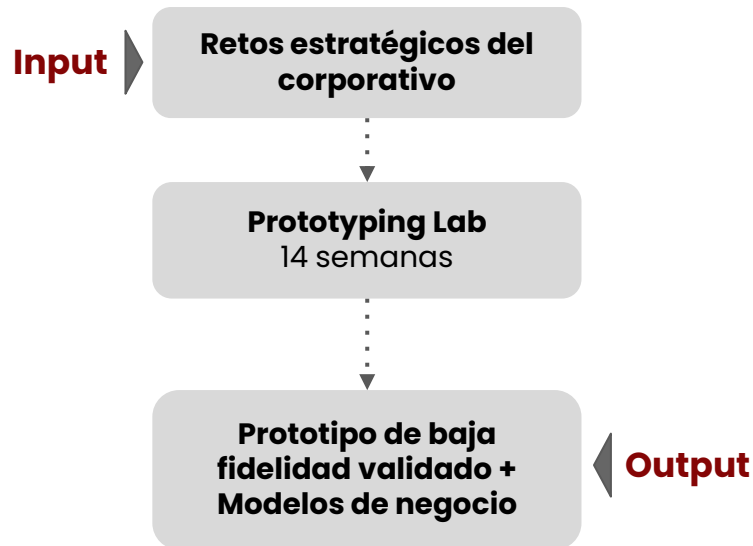 Input
Retos estratégicos del
corporativo
Prototyping Lab
14 semanas
Prototipo de baja
fidelidad validado +
Modelos de negocio
Output